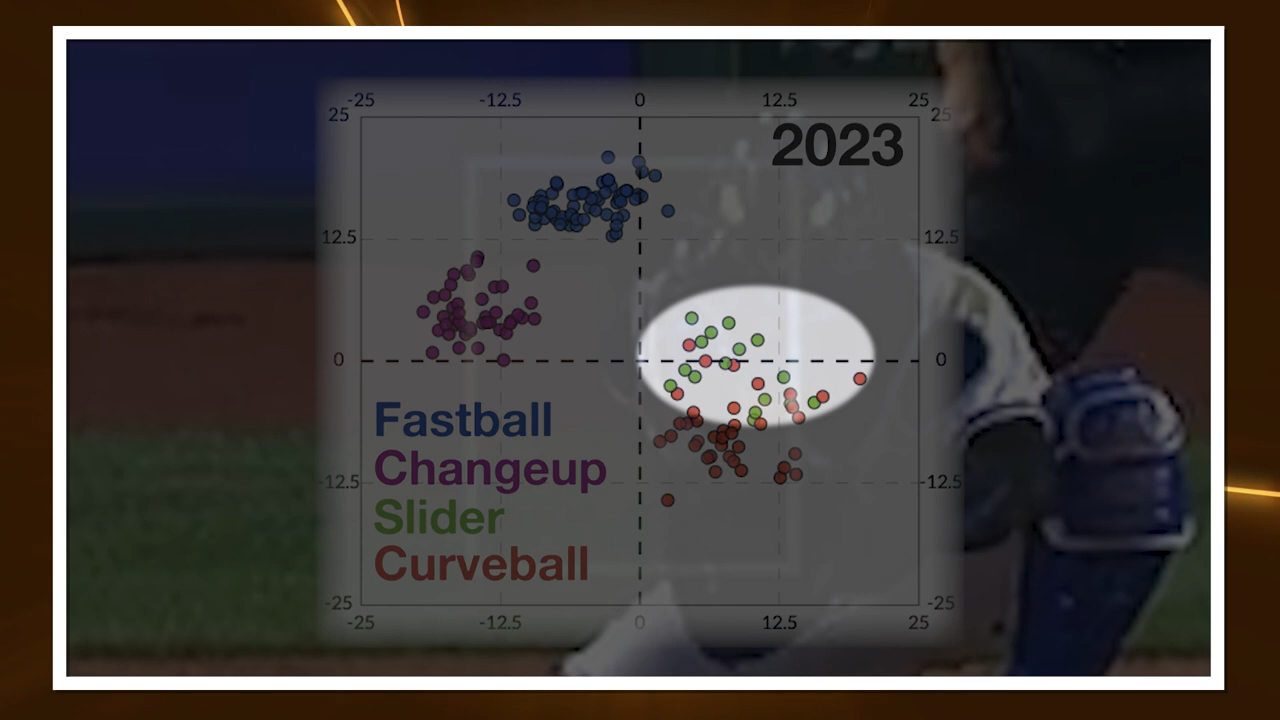 -25 -12.5 0 12.5 25
25 25
2023
12.5 12.5
0 0
Fastball
Changeup
-12.5 -12.5
Slider
Curveball
-25 -25
-25 -12.5 0 12.5 25